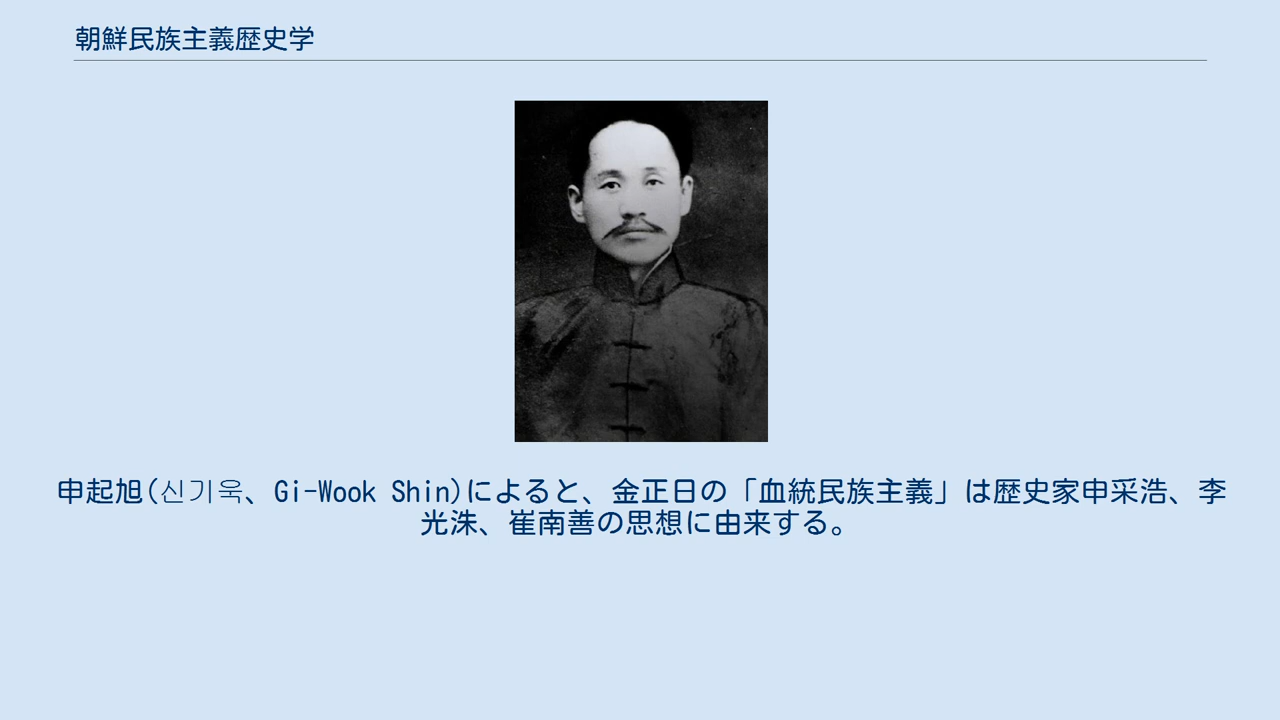 朝鮮民族主義歴史学
申起旭(신기욱、Gi-Wook Shin)によると、金正日の「血統民族主義」は歴史家申采浩、李
光洙、崔南善の思想に由来する。